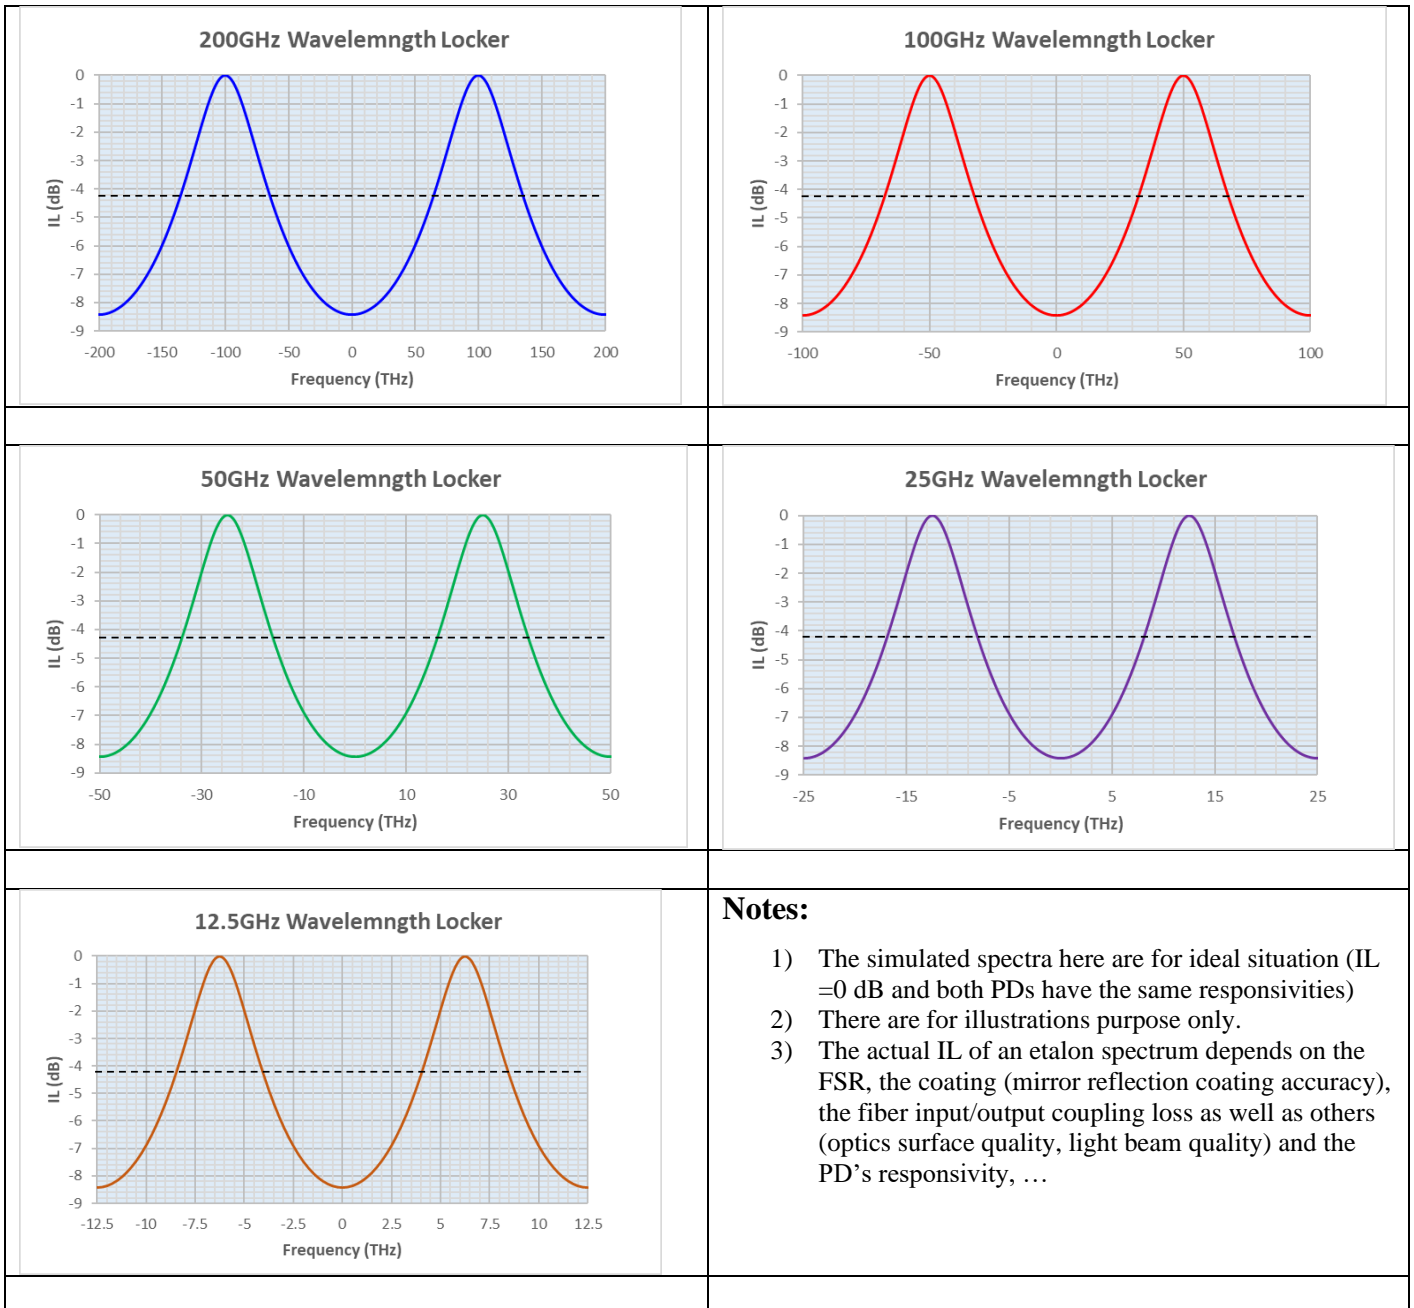 200GHz Wavelemngth Locker
0
-1
-2
-3
-4
-5
-6
-7
-8
-9
IL (dB)
-200 -150 -100 -50 0 50 100 150 200
Frequency (THz)
100GHz Wavelemngth Locker
0
-1
-2
-3
-4
-5
-6
-7
-8
-9
IL (dB)
-100 -50 0 50 100
Frequency (THz)
50GHz Wavelemngth Locker
0
-1
-2
-3
-4
-5
-6
-7
-8
-9
IL (dB)
-50 -30 -10 10 30 50
Frequency (THz)
25GHz Wavelemngth Locker
0
-1
-2
-3
-4
-5
-6
-7
-8
-9
IL (dB)
-25 -15 -5 5 15 25
Frequency (THz)
12.5GHz Wavelemngth Locker
0
-1
-2
-3
-4
-5
-6
-7
-8
-9
IL (dB)
-12.5 -10 -7.5 -5 -2.5 0 2.5 5 7.5 10 12.5
Frequency (THz)
Notes:
1) The simulated spectra here are for ideal situation (IL
=0 dB and both PDs have the same responsivities)
2) There are for illustrations purpose only.
3) The actual IL of an etalon spectrum depends on the
FSR, the coating (mirror reflection coating accuracy),
the fiber input/output coupling loss as well as others
(optics surface quality, light beam quality) and the
PD’s responsivity, …